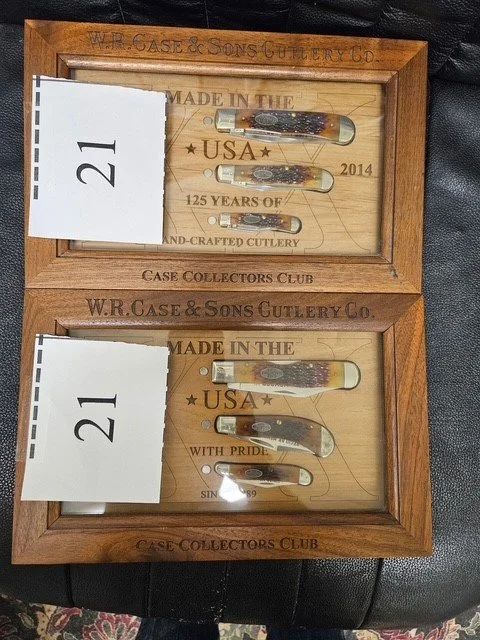 W.R. CASE & SONS CUTLERY CO.
21
MADE IN THE
★ USA ★
2014
125 YEARS OF
AND-CRAFTED CUTLERY
CASE COLLECTORS CLUB
W.R. CASE & SONS CUTLERY CO.
21
MADE IN THE
★ USA ★
WITH PRIDE
CASE COLLECTORS CLUB